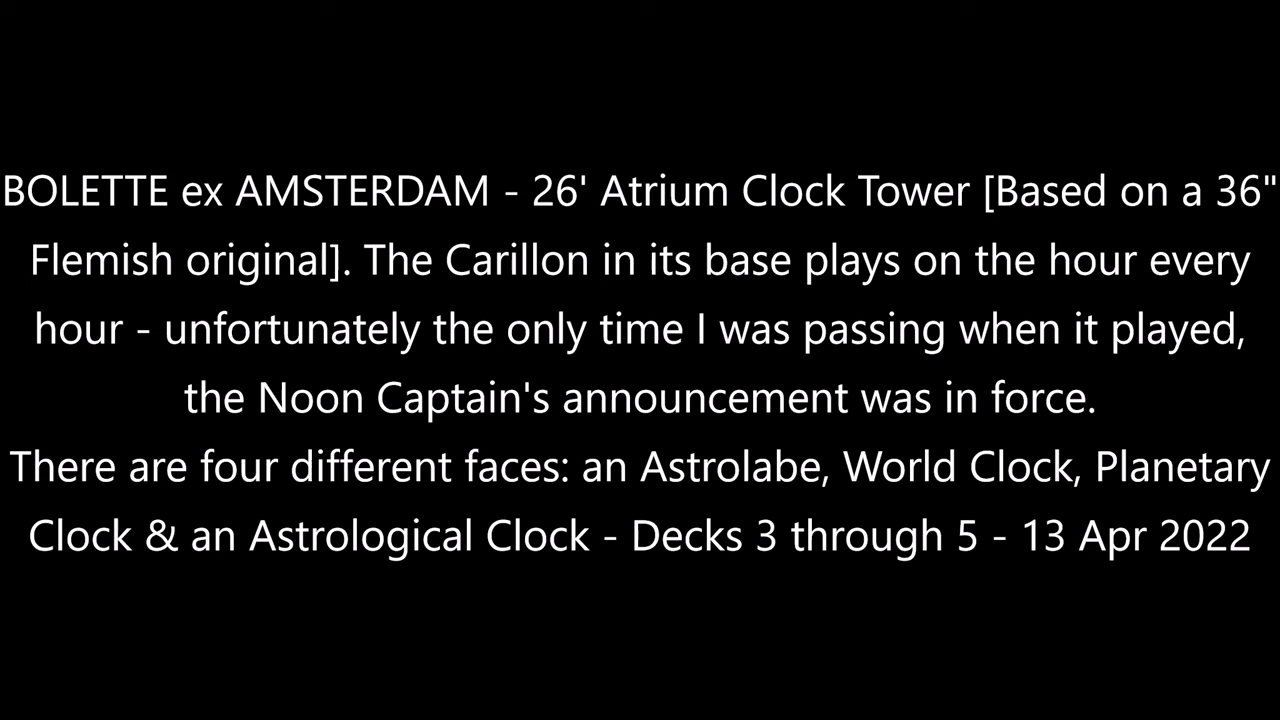 BOLETTE ex AMSTERDAM - 26' Atrium Clock Tower [Based on a 36"
Flemish original]. The Carillon in its base plays on the hour every
hour - unfortunately the only time I was passing when it played,
the Noon Captain's announcement was in force.
There are four different faces: an Astrolabe, World Clock, Planetary
Clock & an Astrological Clock - Decks 3 through 5 - 13 Apr 2022